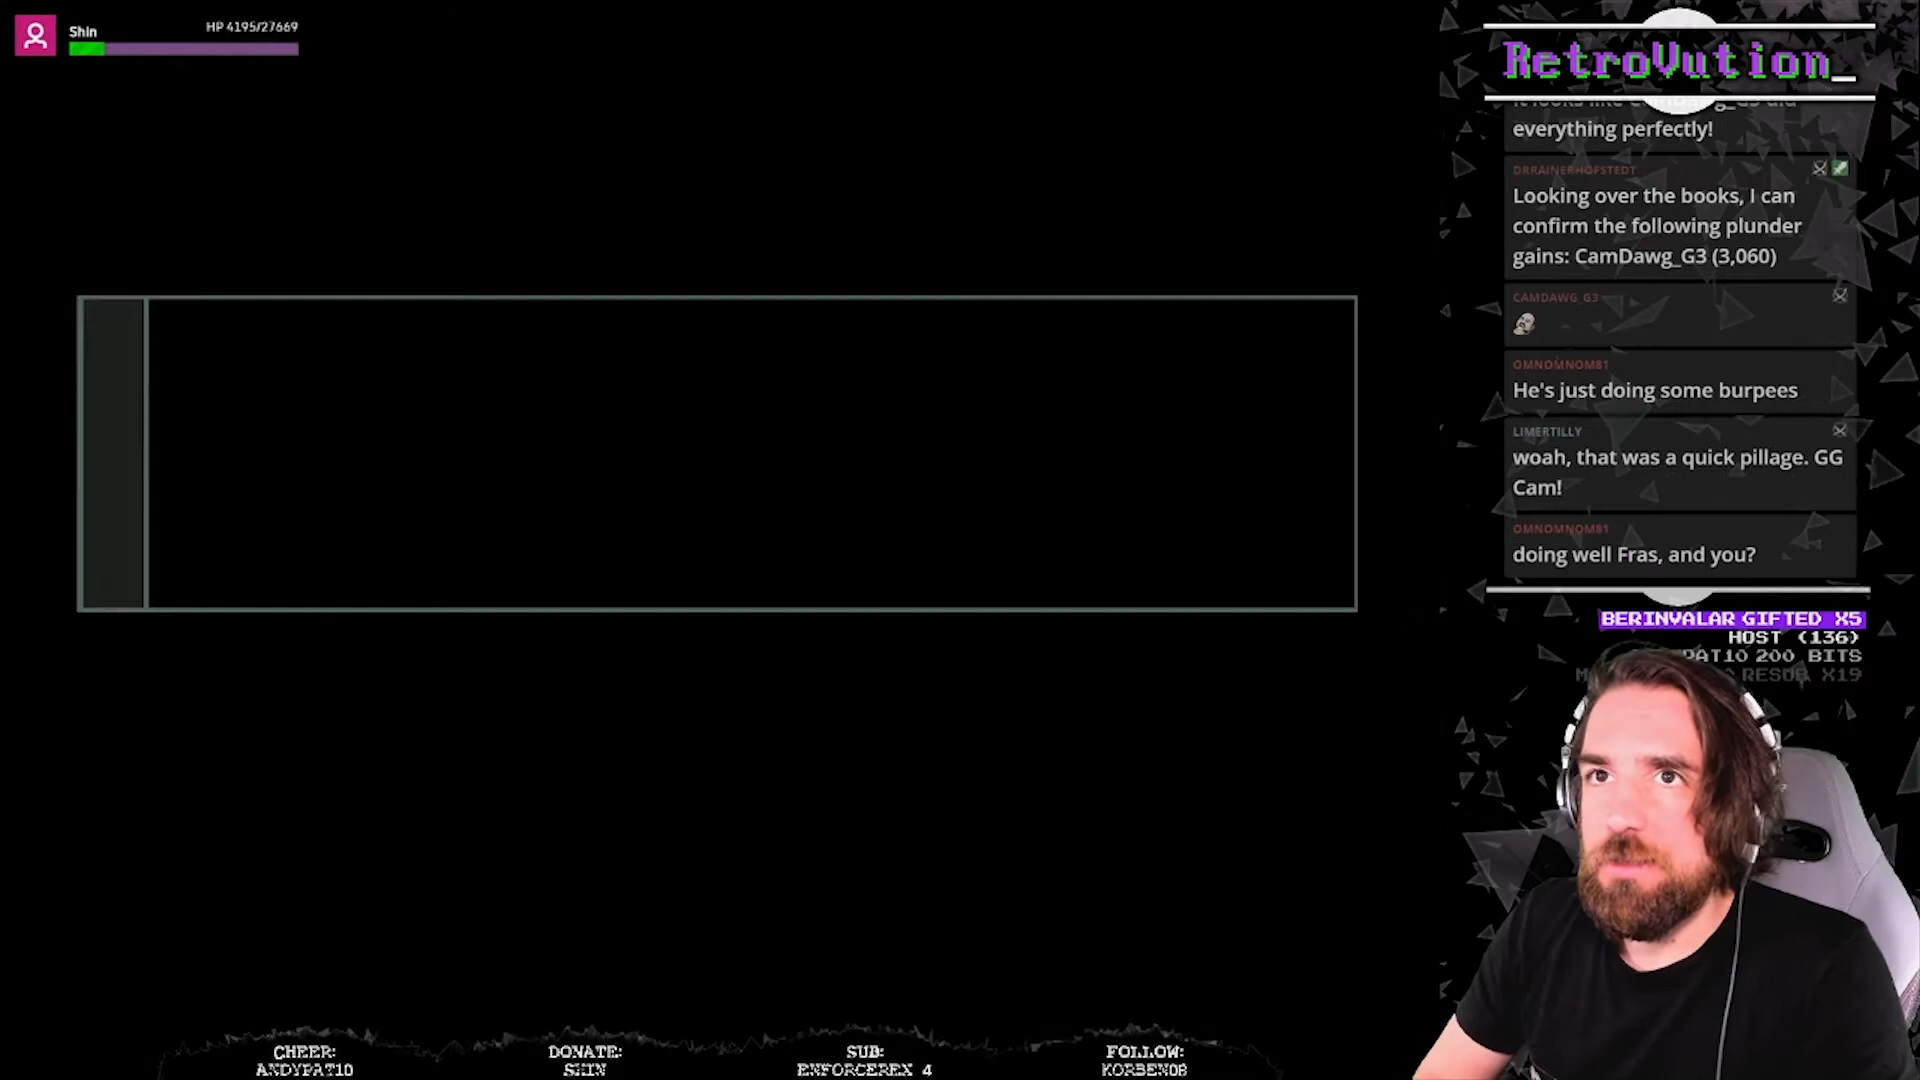 Shin
HP 4195/27669
RetroVution_
everything perfectly!
DRRAINERHOFSTEDT
Looking over the books, I can
confirm the following plunder
gains: CamDawg_G3 (3,060)
CAMDAWG_G3
OMNOMNOM81
He's just doing some burpees
LIMERTILLY
woah, that was a quick pillage. GG
Cam!
OMNOMNOM81
doing well Fras, and you?
BERINVALAR GIFTED X5
HOST (136)
200 BITS
RESUB X19
CHEER:
ANDYPAT10
DONATE:
SHIN
SUB:
ENFORCEREX 4
FOLLOW:
KORBEN08